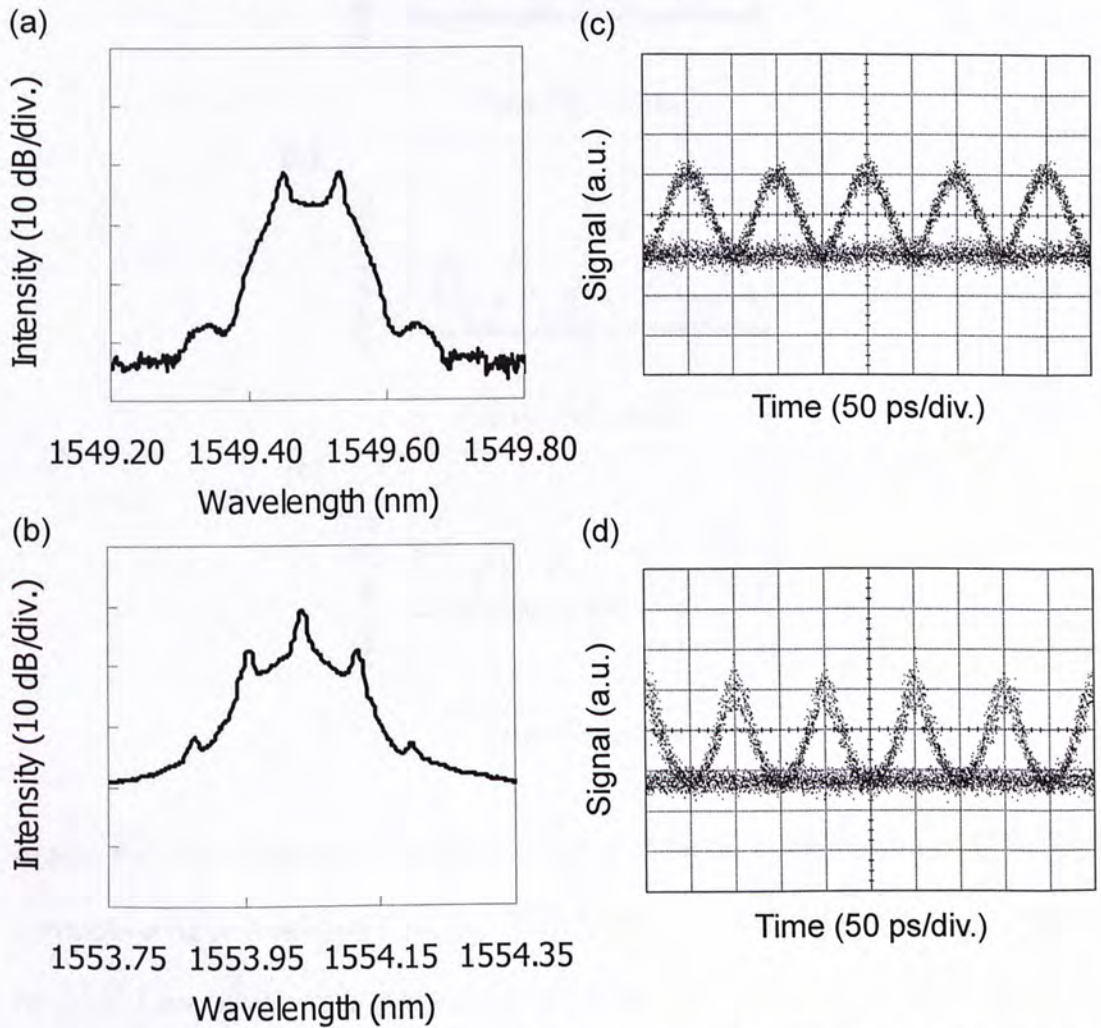 (a)
Intensity (10 dB/div.)
1549.20 1549.40 1549.60 1549.80
Wavelength (nm)
(b)
Intensity (10 dB/div.)
1553.75 1553.95 1554.15 1554.35
Wavelength (nm)
(c)
Signal (a.u.)
Time (50 ps/div.)
(d)
Signal (a.u.)
Time (50 ps/div.)